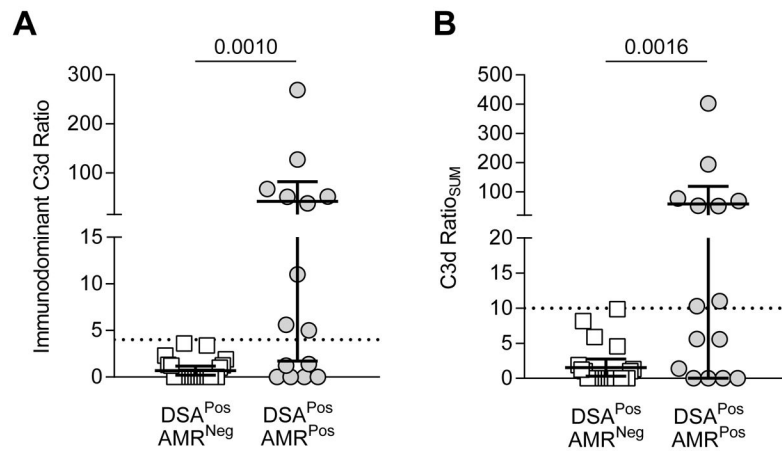 A
0.0010
Immunodominant C3d Ratio
300
200
100
15
10
5
0
DSA^Pos
AMR^Neg
DSA^Pos
AMR^Pos
B
0.0016
C3d Ratio_SUM
500
400
300
200
100
20
15
10
5
0
DSA^Pos
AMR^Neg
DSA^Pos
AMR^Pos